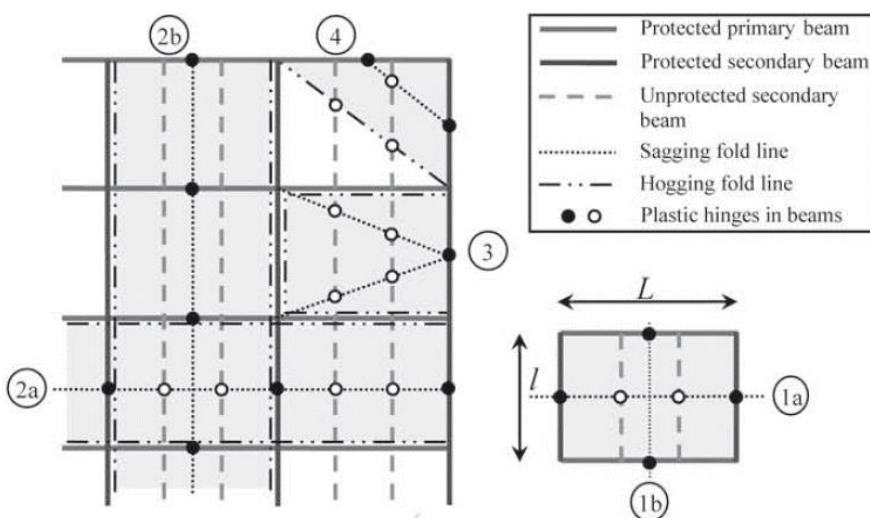 2b
4
3
2a
Protected primary beam
Protected secondary beam
Unprotected secondary
beam
Sagging fold line
Hogging fold line
Plastic hinges in beams
L
l
1a
1b